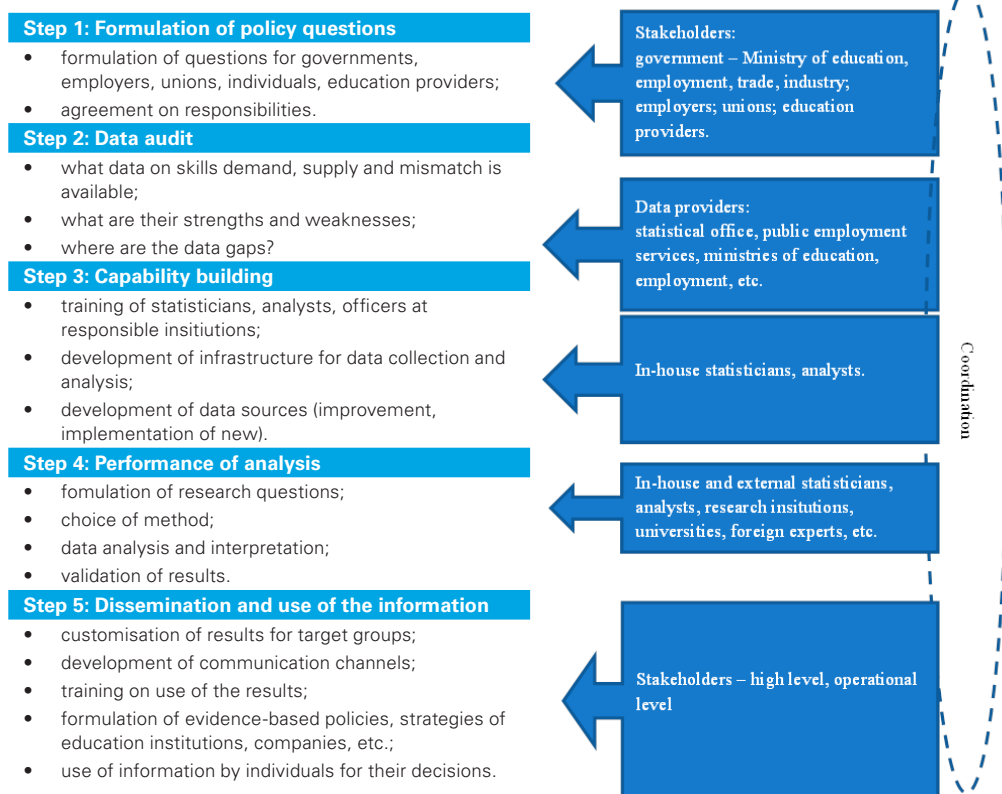 Step 1: Formulation of policy questions
• formulation of questions for governments,
employers, unions, individuals, education providers;
• agreement on responsibilities.
Step 2: Data audit
• what data on skills demand, supply and mismatch is
available;
• what are their strengths and weaknesses;
• where are the data gaps?
Step 3: Capability building
• training of statisticians, analysts, officers at
responsible insitiutions;
• development of infrastructure for data collection and
analysis;
• development of data sources (improvement,
implementation of new).
Step 4: Performance of analysis
• fomulation of research questions;
• choice of method;
• data analysis and interpretation;
• validation of results.
Step 5: Dissemination and use of the information
• customisation of results for target groups;
• development of communication channels;
• training on use of the results;
• formulation of evidence-based policies, strategies of
education institutions, companies, etc.;
• use of information by individuals for their decisions.
Stakeholders:
government – Ministry of education,
employment, trade, industry;
employers; unions; education
providers.
Data providers:
statistical office, public employment
services, ministries of education,
employment, etc.
In-house statisticians, analysts.
In-house and external statisticians,
analysts, research insitutions,
universities, foreign experts, etc.
Stakeholders – high level, operational
level
Coordination